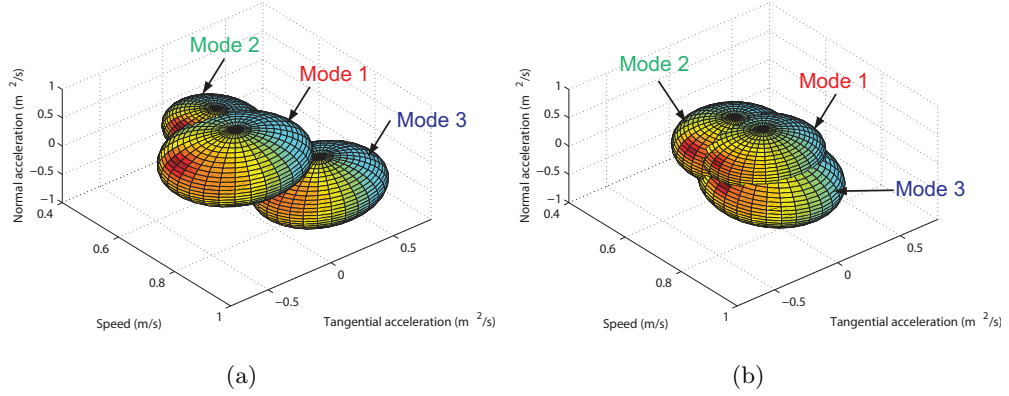 Mode 2
Mode 1
Mode 3
Normal acceleration (m 2/s)
1
0.5
0
−0.5
−1
0.4
0.6
0.8
1
−0.5
0
0.5
Speed (m/s)
Tangential acceleration (m 2/s)
(a)
Mode 2
Mode 1
Mode 3
Normal acceleration (m 2/s)
1
0.5
0
−0.5
−1
0.4
0.6
0.8
1
−0.5
0
0.5
Speed (m/s)
Tangential acceleration (m 2/s)
(b)